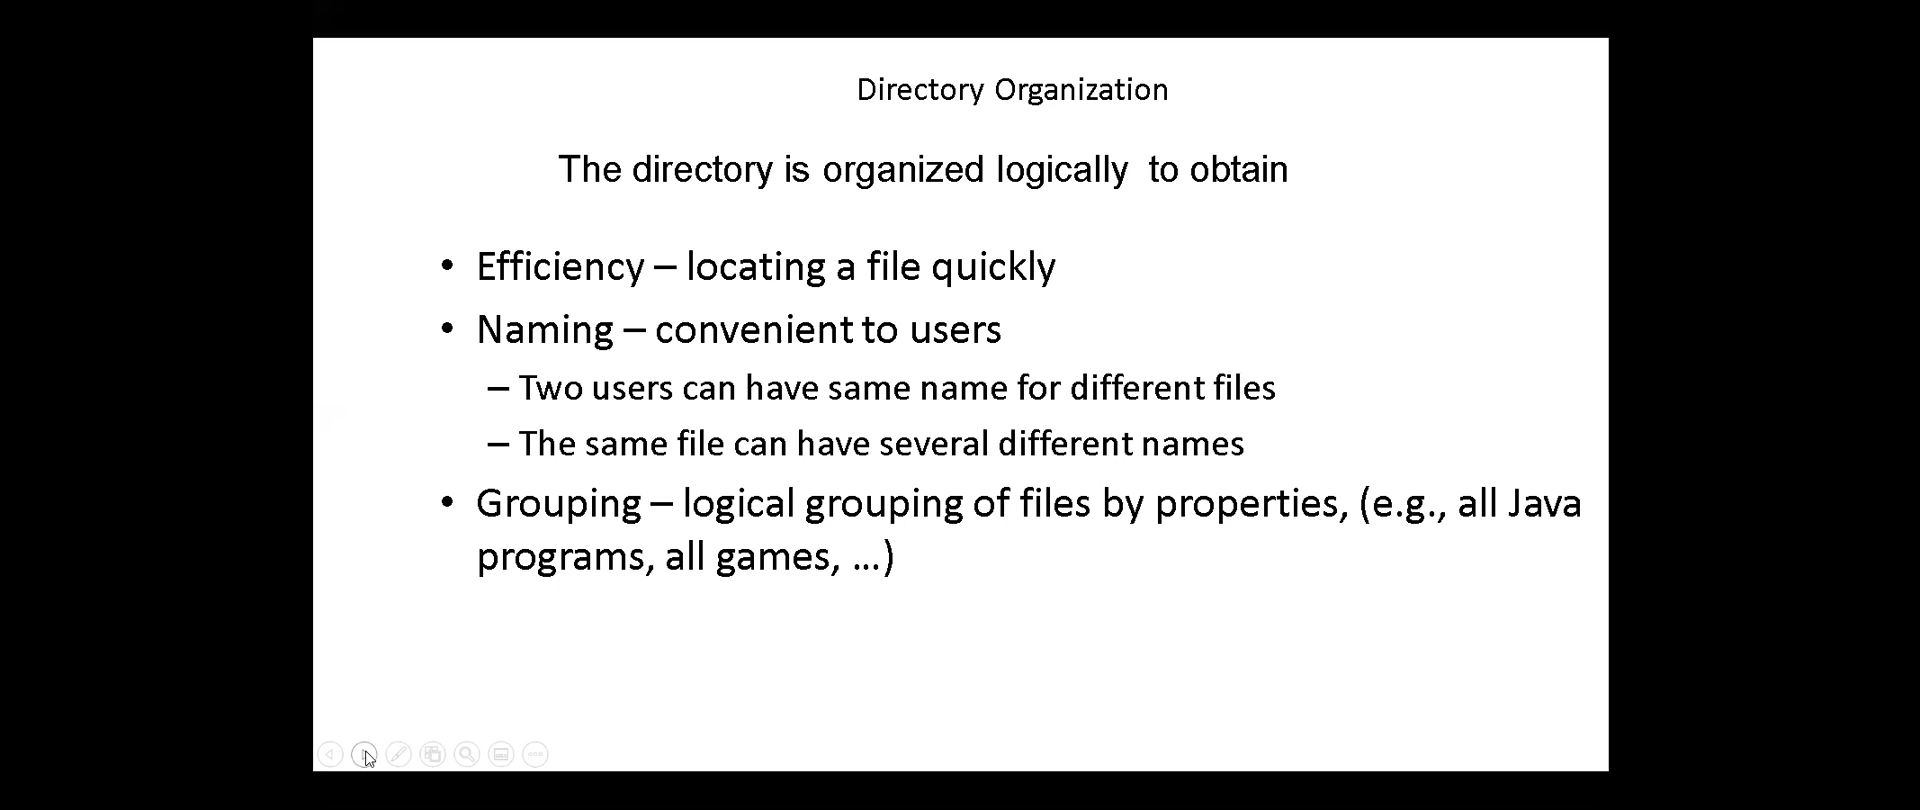 Directory Organization
The directory is organized logically to obtain
• Efficiency – locating a file quickly
• Naming – convenient to users
– Two users can have same name for different files
– The same file can have several different names
• Grouping – logical grouping of files by properties, (e.g., all Java
programs, all games, …)